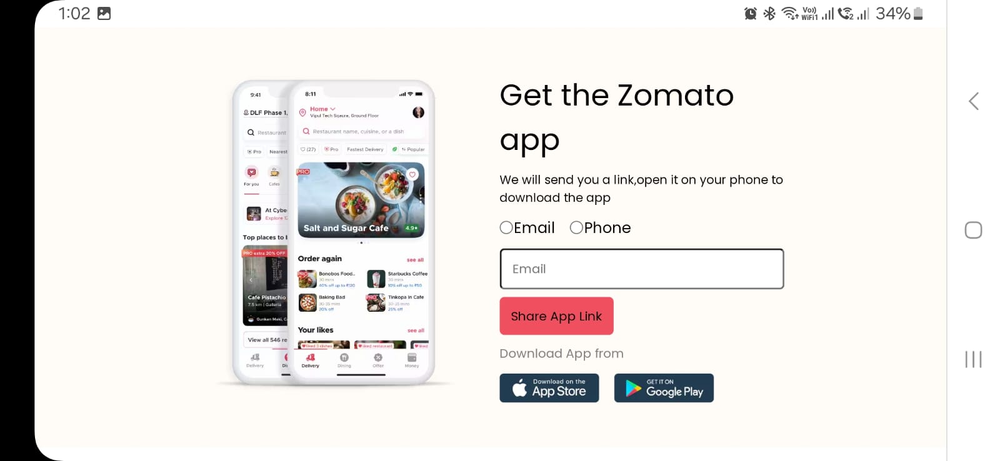 1:02
Vo))
WiFi1
2
34%
9:41
DLF Phase 1,
Restaurant
Pro
Nearest
For you
Cafes
At Cybe
Explore 12
Top places to
PRO extra 20% OFF
Cafe Pistachio
7.5 km | Galleria
Gunkan Maki, C
View all 546 re
Delivery
Di
8:11
Home
Vipul Tech Sqaure, Ground Floor
Restaurant name, cuisine, or a dish
(27)
Pro
Fastest Delivery
Popular
PRO
Salt and Sugar Cafe
4.9★
Order again
see all
PRO
Bonobos Food..
30 mins
40% off up to ₹120
Starbucks Coffee
30 mins
10% off up to ₹50
Baking Bad
30-35 mins
20% off
PRO
Tinkopa in Cafe
30-35 mins
25% off
Your likes
see all
liked 3 dishes
liked restaurant
liked
Delivery
Dining
Offer
Money
Get the Zomato
app
We will send you a link,open it on your phone to
download the app
Email
Phone
Email
Share App Link
Download App from
Download on the
App Store
GET IT ON
Google Play